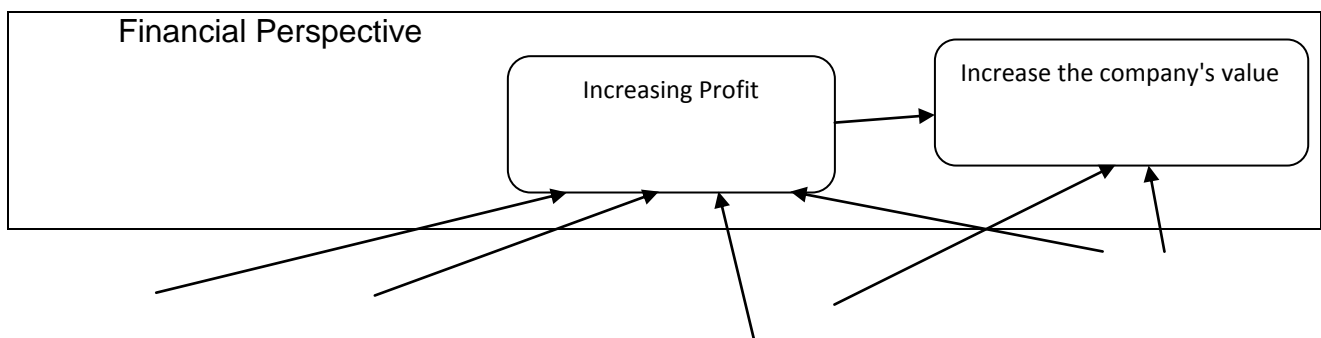 Financial Perspective
Increasing Profit
Increase the company's value